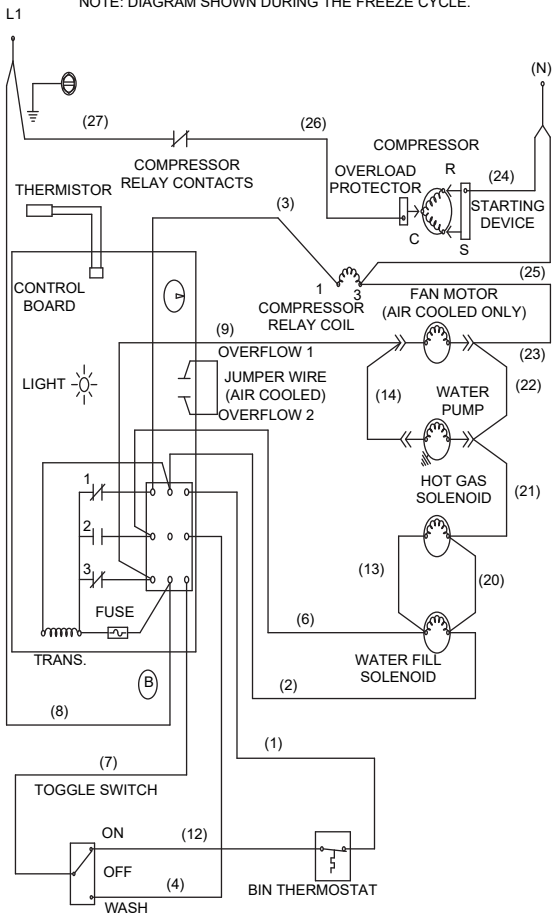 NOTE: DIAGRAM SHOWN DURING THE FREEZE CYCLE.
L1
(N)
(27)
(26)
COMPRESSOR
RELAY CONTACTS
COMPRESSOR
OVERLOAD
PROTECTOR
R
(24)
STARTING
DEVICE
C
S
THERMISTOR
(3)
(25)
CONTROL
BOARD
1
3
COMPRESSOR
RELAY COIL
FAN MOTOR
(AIR COOLED ONLY)
(9)
(23)
OVERFLOW 1
LIGHT
JUMPER WIRE
(AIR COOLED)
OVERFLOW 2
(14)
(22)
WATER
PUMP
HOT GAS
SOLENOID
(21)
1
2
3
(13)
(20)
FUSE
(6)
TRANS.
WATER FILL
SOLENOID
B
(2)
(8)
(1)
(7)
TOGGLE SWITCH
ON
(12)
OFF
(4)
BIN THERMOSTAT
WASH